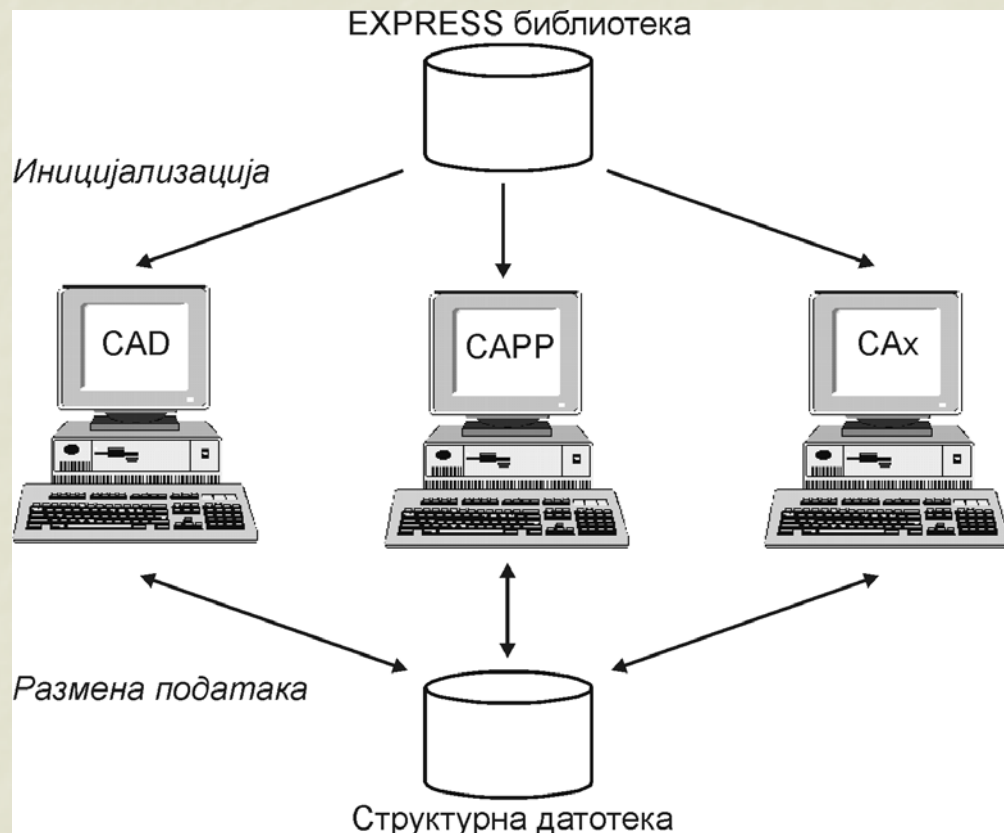 EXPRESS библиотека
Иницијализација
CAD
CAPP
CAx
Размена података
Структурна датотека